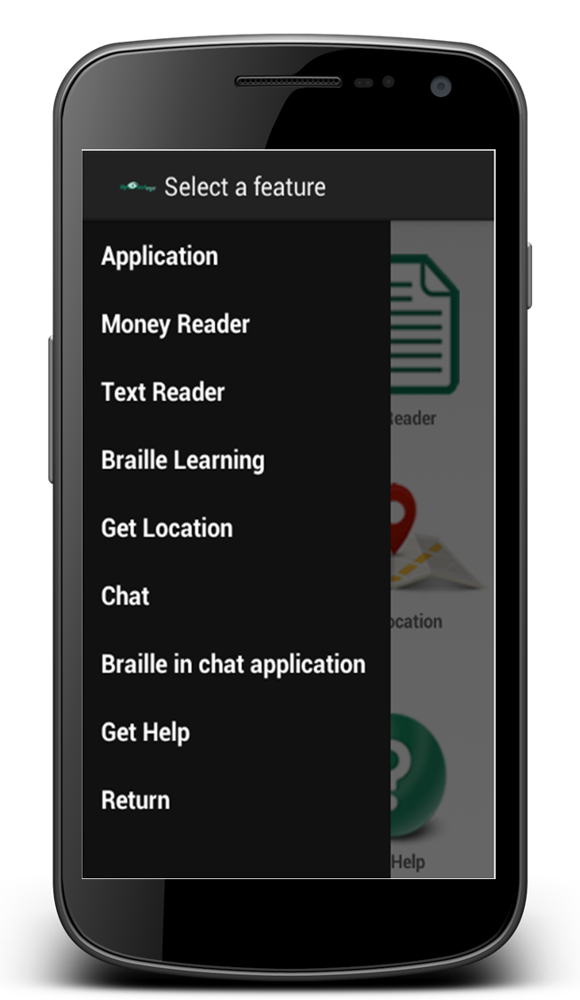 Select a feature
Application
Money Reader
Text Reader
Braille Learning
Get Location
Chat
Braille in chat application
Get Help
Return
Reader
ocation
Help